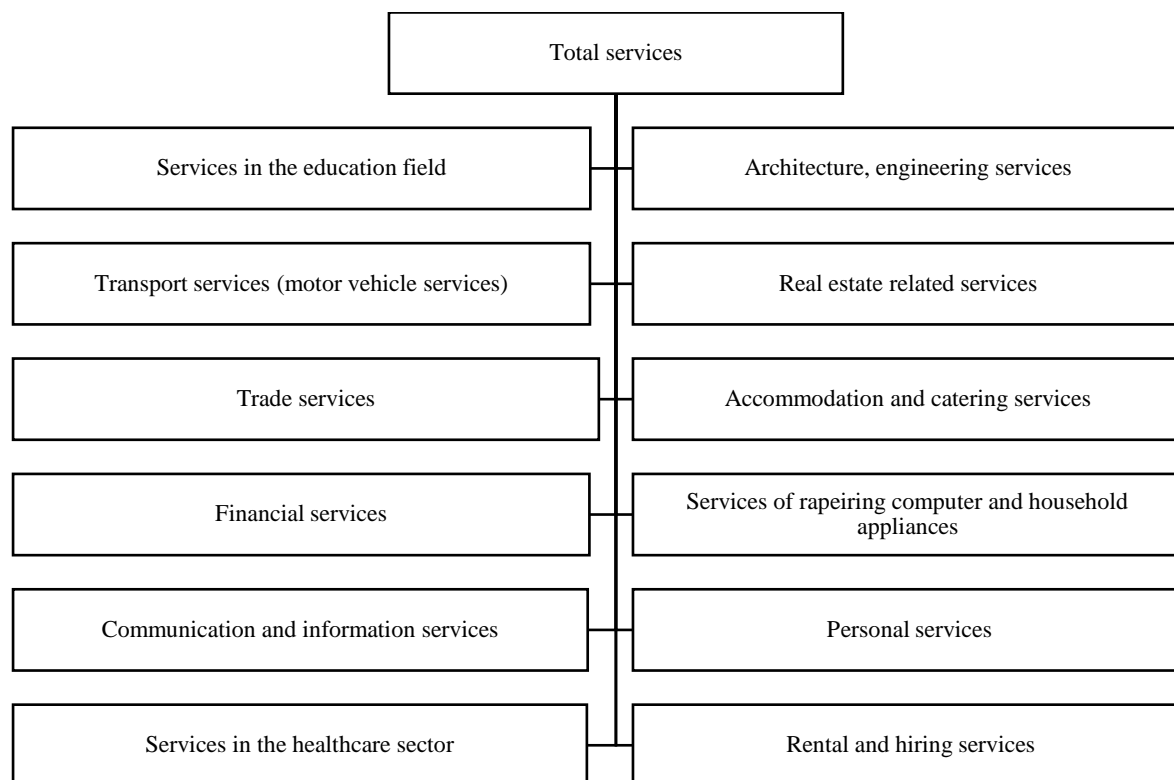 Total services
Services in the education field
Architecture, engineering services
Transport services (motor vehicle services)
Real estate related services
Trade services
Accommodation and catering services
Financial services
Services of rapeiring computer and household
appliances
Communication and information services
Personal services
Services in the healthcare sector
Rental and hiring services